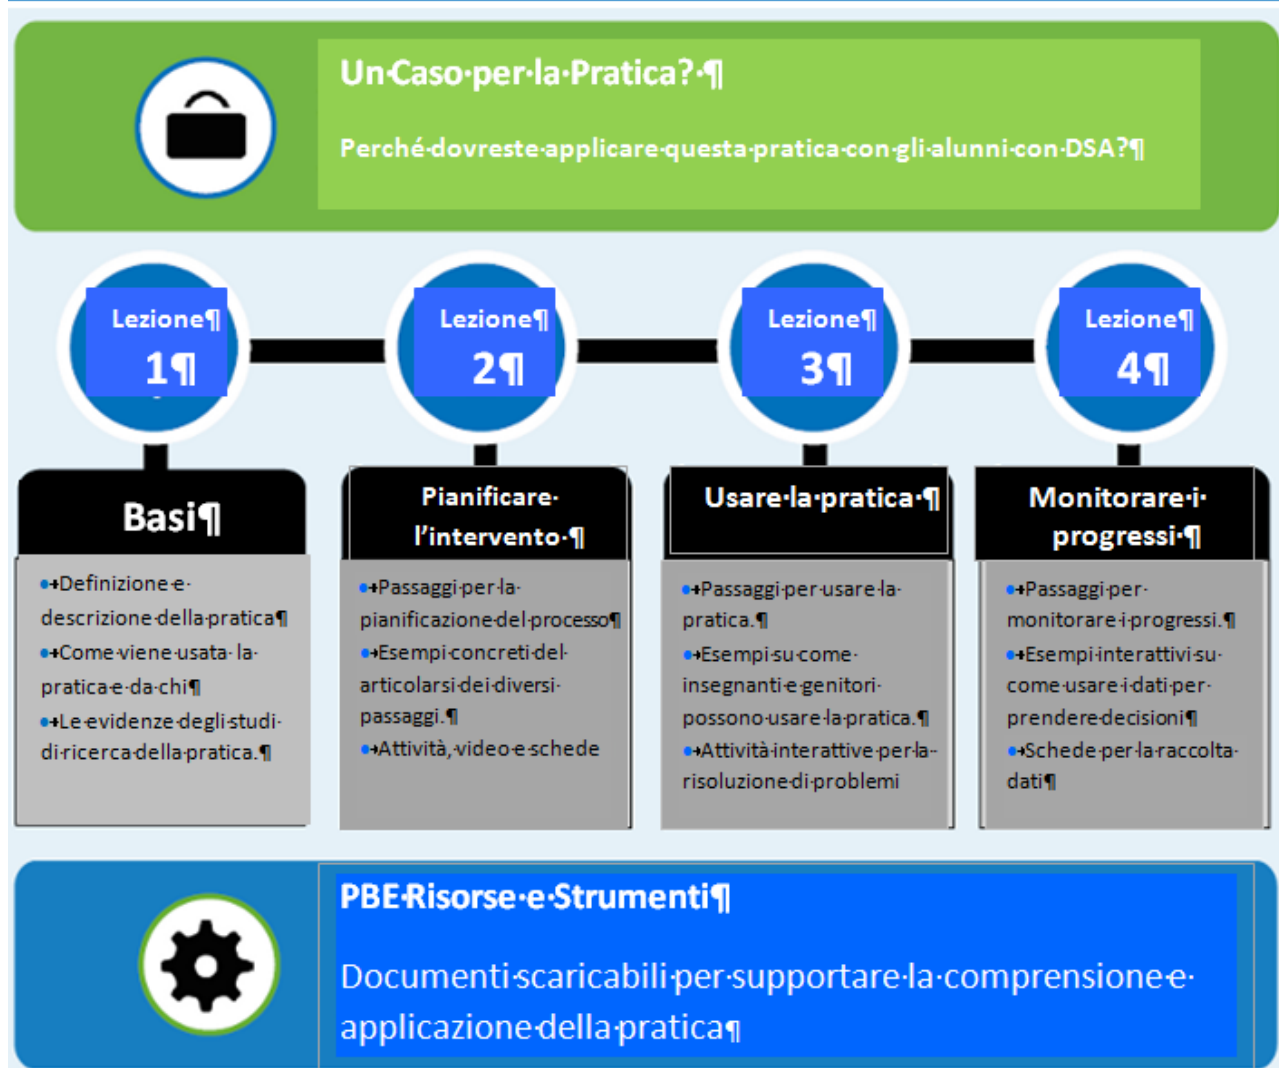 Un Caso per la Pratica?
Perché dovreste applicare questa pratica con gli alunni con DSA?
Lezione
1
Lezione
2
Lezione
3
Lezione
4
Basi
Definizione e
descrizione della pratica
Come viene usata la
pratica e da chi
Le evidenze degli studi
di ricerca della pratica.
Pianificare
l’intervento
Passaggi per la
pianificazione del processo
Esempi concreti del
articolarsi dei diversi
passaggi.
Attività, video e schede
Usare la pratica
Passaggi per usare la
pratica.
Esempi su come
insegnanti e genitori
possono usare la pratica.
Attività interattive per la
risoluzione di problemi
Monitorare i
progressi
Passaggi per
monitorare i progressi.
Esempi interattivi su
come usare i dati per
prendere decisioni
Schede per la raccolta
dati
PBE Risorse e Strumenti
Documenti scaricabili per supportare la comprensione e
applicazione della pratica